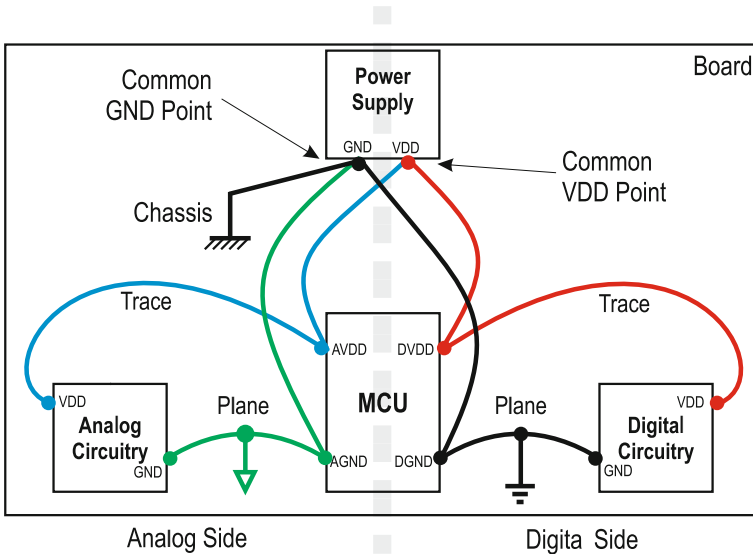 Board
Power
Supply
Common
GND Point
GND
VDD
Common
VDD Point
Chassis
Trace
Trace
AVDD
DVDD
MCU
VDD
Analog
Circuitry
GND
Plane
AGND
DGND
Plane
VDD
Digital
Circuitry
GND
Analog Side
Digita Side